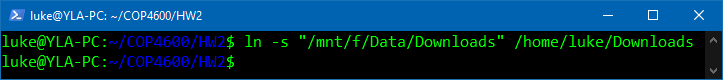 luke@YLA-PC: ~/COP4600/HW2
luke@YLA-PC:~/COP4600/HW2$ ln -s "/mnt/f/Data/Downloads" /home/luke/Downloads
luke@YLA-PC:~/COP4600/HW2$